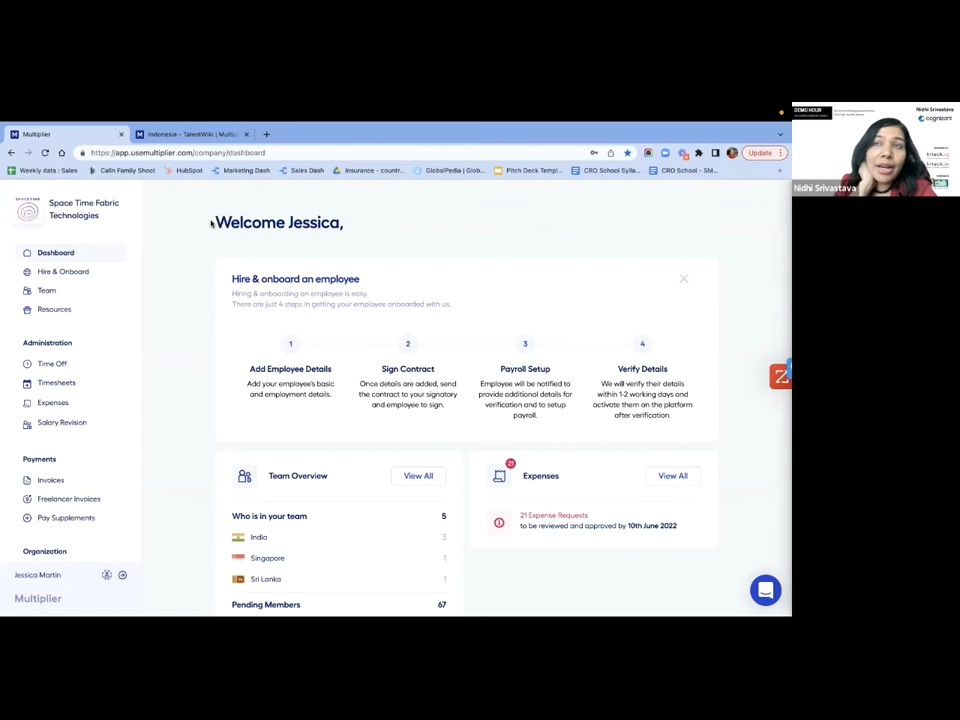 Multiplier
Indonesia - TalentWiki | Multipl
https://app.usemultiplier.com/company/dashboard
Update
Weekly data : Sales
Calin Family Shoot
HubSpot
Marketing Dash
Sales Dash
Insurance - countr...
GlobalPedia | Glob...
Pitch Deck Templ...
CRO School Sylla...
CRO School - SM...
SPACETIME
Space Time Fabric
Technologies
Dashboard
Hire & Onboard
Team
Resources
Administration
Time Off
Timesheets
Expenses
Salary Revision
Payments
Invoices
Freelancer Invoices
Pay Supplements
Organization
Jessica Martin
Multiplier
Welcome Jessica,
Hire & onboard an employee
Hiring & onboarding an employee is easy.
There are just 4 steps in getting your employee onboarded with us.
1
2
3
4
Add Employee Details
Add your employee's basic
and employment details.
Sign Contract
Once details are added, send
the contract to your signatory
and employee to sign.
Payroll Setup
Employee will be notified to
provide additional details for
verification and to setup
payroll.
Verify Details
We will verify their details
within 1-2 working days and
activate them on the platform
after verification.
Team Overview
View All
Who is in your team 5
India 3
Singapore 1
Sri Lanka 1
Pending Members 67
21
Expenses
View All
21 Expense Requests
to be reviewed and approved by 10th June 2022
Z
DEMO HOUR
Nidhi Srivastava
cognizant
Nidhi Srivastava